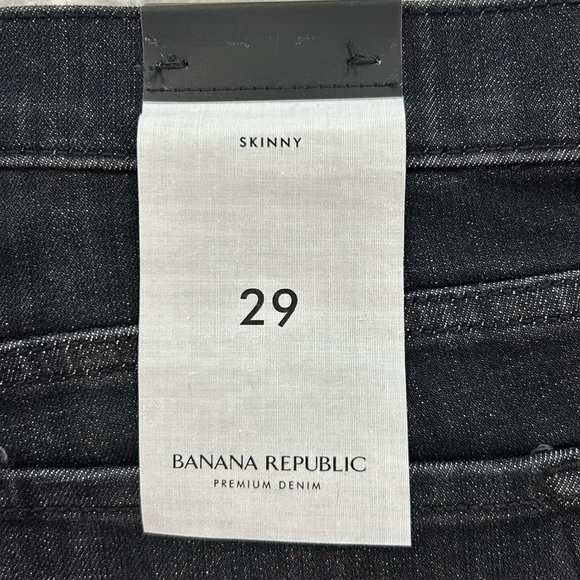 SKINNY
29
BANANA REPUBLIC
PREMIUM DENIM